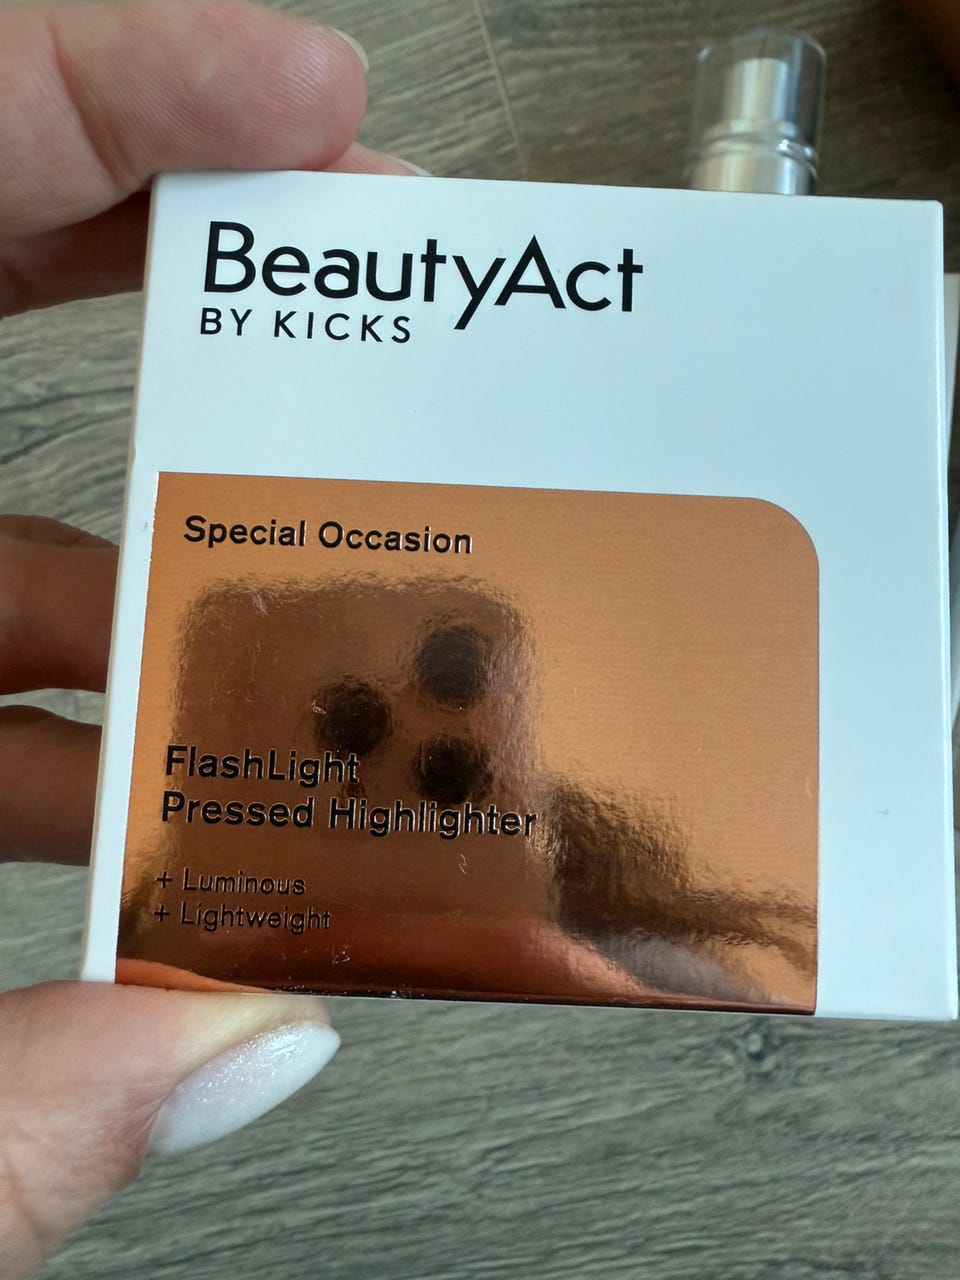 BeautyAct
BY KICKS
Special Occasion
FlashLight
Pressed Highlighter
+ Luminous
+ Lightweight